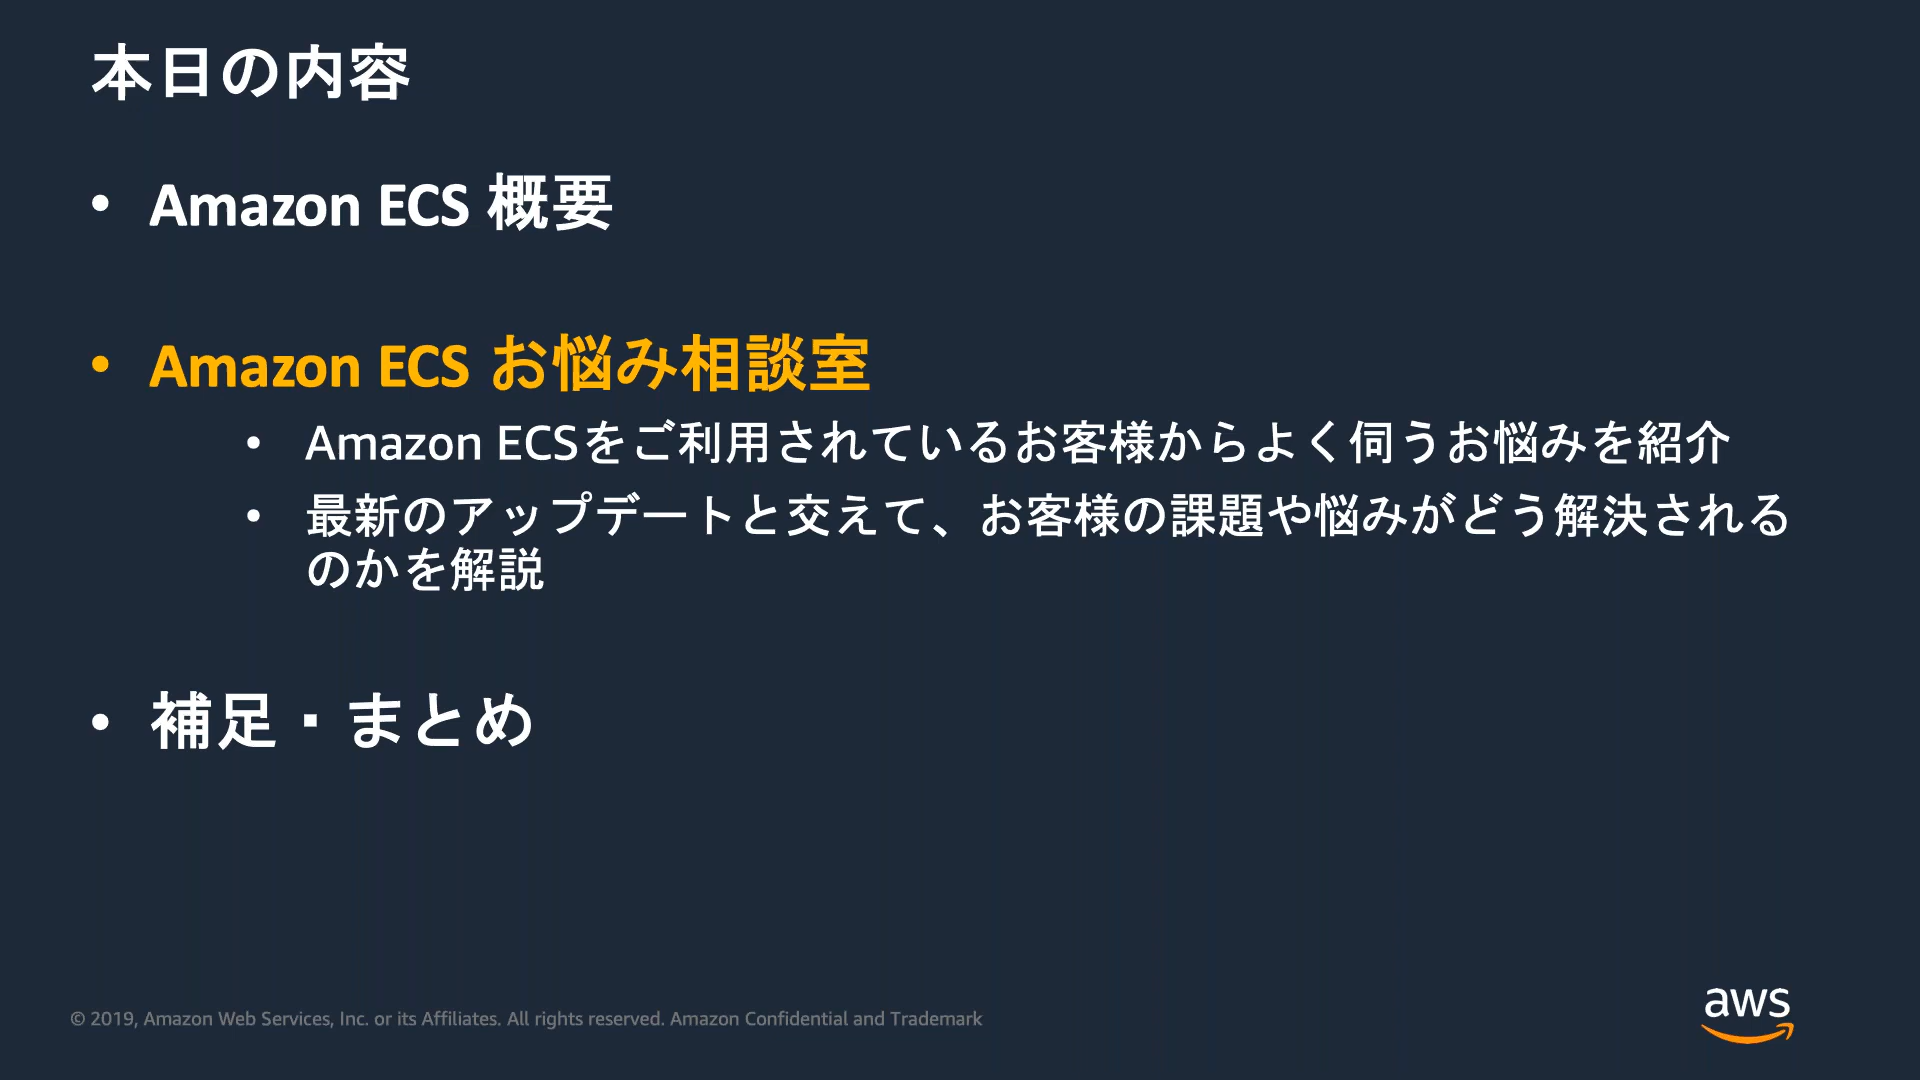 本日の内容
• Amazon ECS 概要
• Amazon ECS お悩み相談室
• Amazon ECSをご利用されているお客様からよく伺うお悩みを紹介
• 最新のアップデートと交えて、お客様の課題や悩みがどう解決される
のかを解説
• 補足・まとめ
© 2019, Amazon Web Services, Inc. or its Affiliates. All rights reserved. Amazon Confidential and Trademark
aws